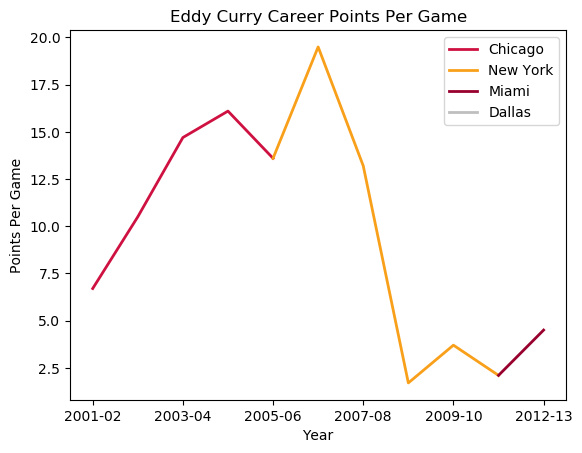 Eddy Curry Career Points Per Game
Chicago
New York
Miami
Dallas
Points Per Game
20.0
17.5
15.0
12.5
10.0
7.5
5.0
2.5
2001-02 2003-04 2005-06 2007-08 2009-10 2012-13
Year